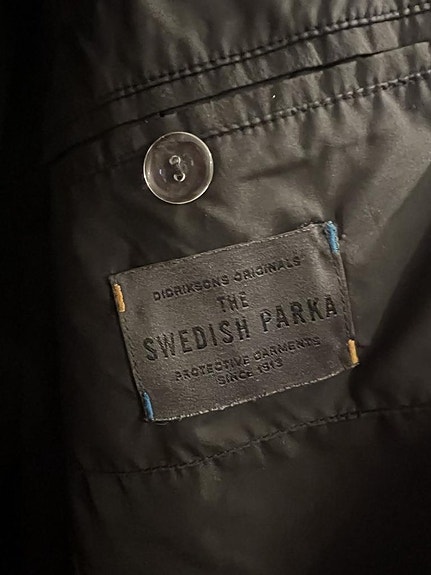 DIDRIKSONS ORIGINALS
THE
SWEDISH PARKA
PROTECTIVE GARMENTS
SINCE 1913